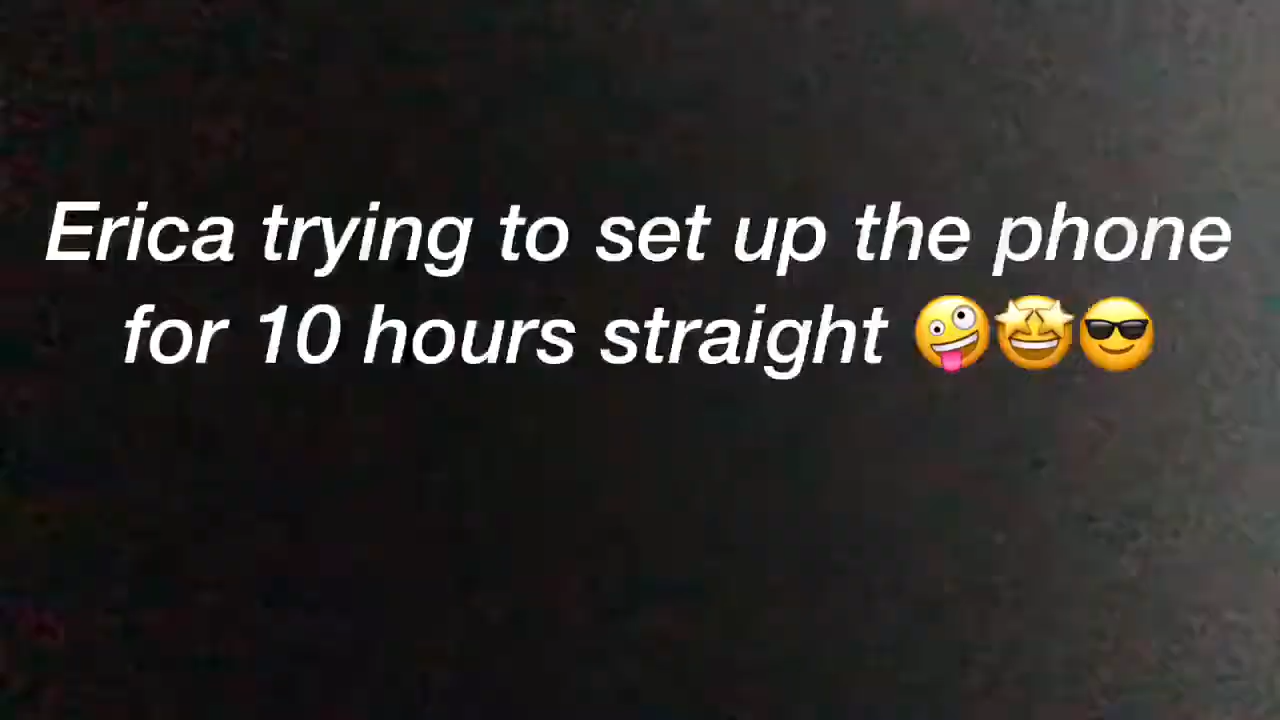 Erica trying to set up the phone
for 10 hours straight 🤪🤩😎